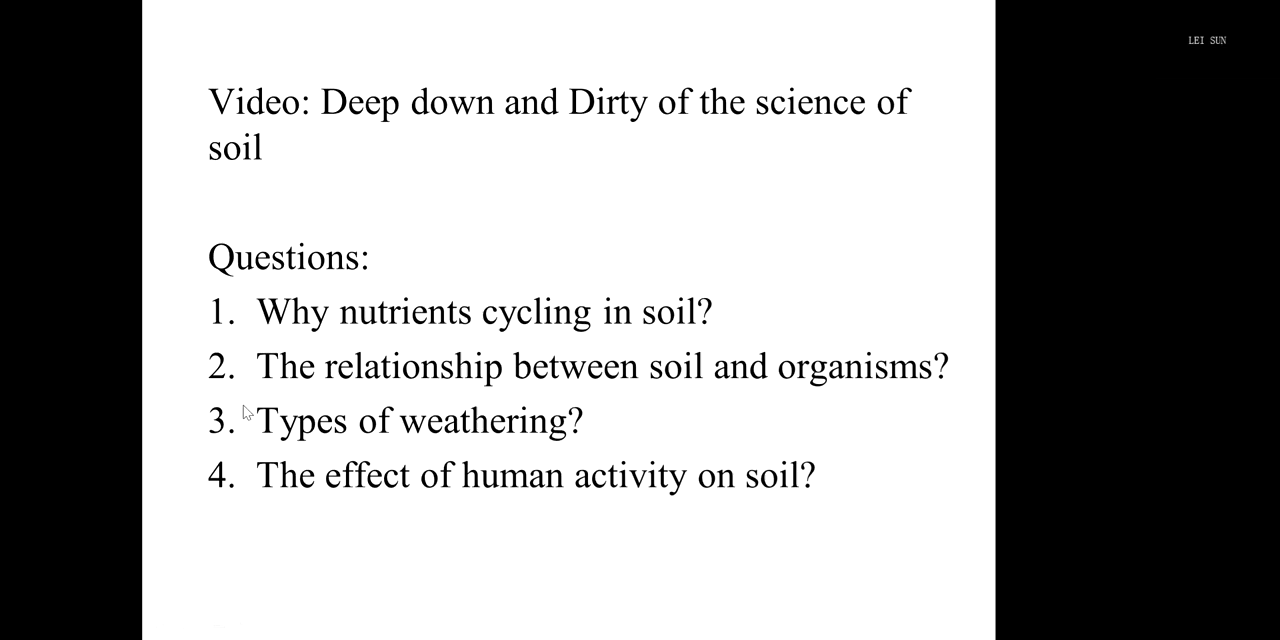 LEI SUN
Video: Deep down and Dirty of the science of
soil
Questions:
1. Why nutrients cycling in soil?
2. The relationship between soil and organisms?
3. Types of weathering?
4. The effect of human activity on soil?